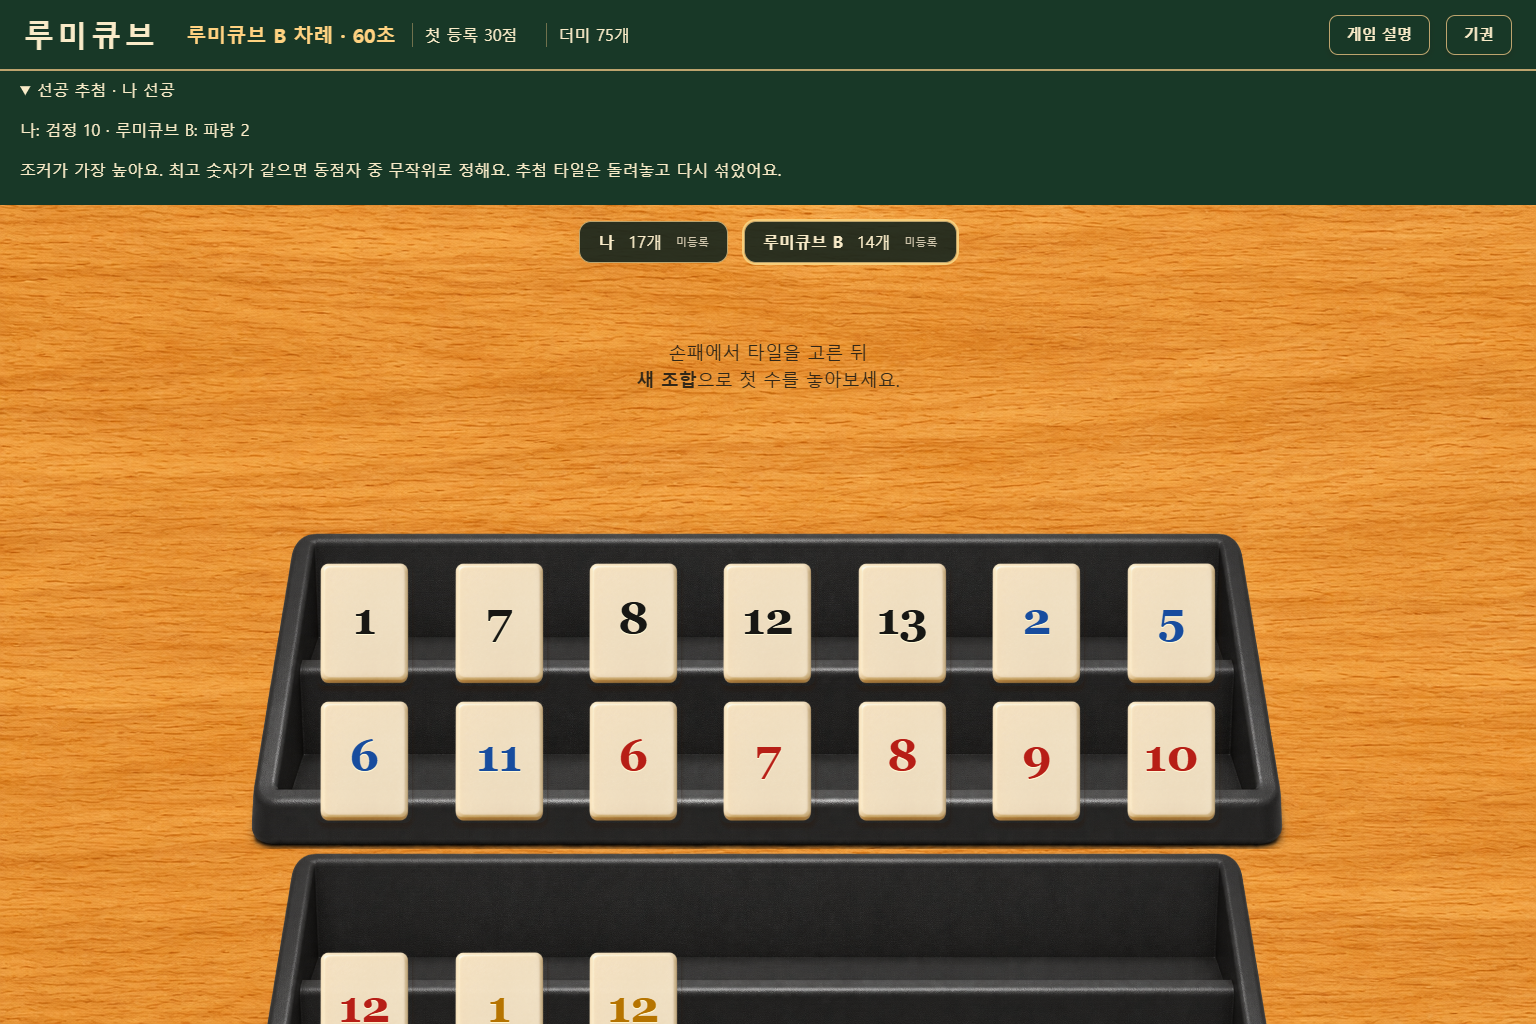 루미큐브 루미큐브 B 차례 · 60초 첫 등록 30점 더미 75개 게임 설명 기권
▼ 선공 추첨 · 나 선공
나: 검정 10 · 루미큐브 B: 파랑 2
조커가 가장 높아요. 최고 숫자가 같으면 동점자 중 무작위로 정해요. 추첨 타일은 돌려놓고 다시 섞었어요.
나 17개 미등록 루미큐브 B 14개 미등록
손패에서 타일을 고른 뒤
새 조합으로 첫 수를 놓아보세요.
1 7 8 12 13 2 5
6 11 6 7 8 9 10
12 1 12